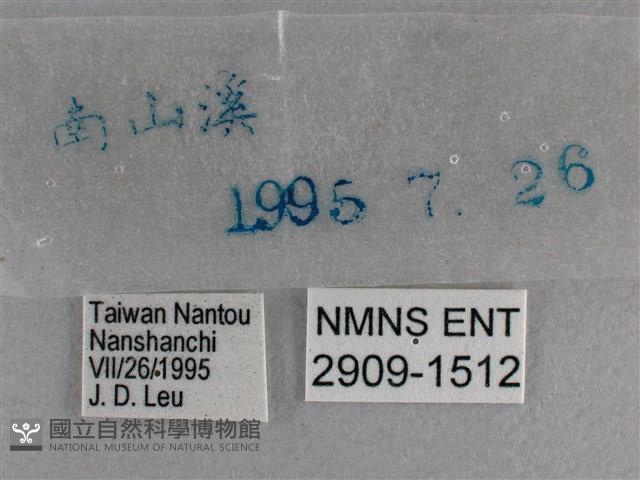 南山溪
1995 7. 26
Taiwan Nantou
Nanshanchi
VII/26/1995
J. D. Leu
NMNS ENT
2909-1512
國立自然科學博物館
NATIONAL MUSEUM OF NATURAL SCIENCE